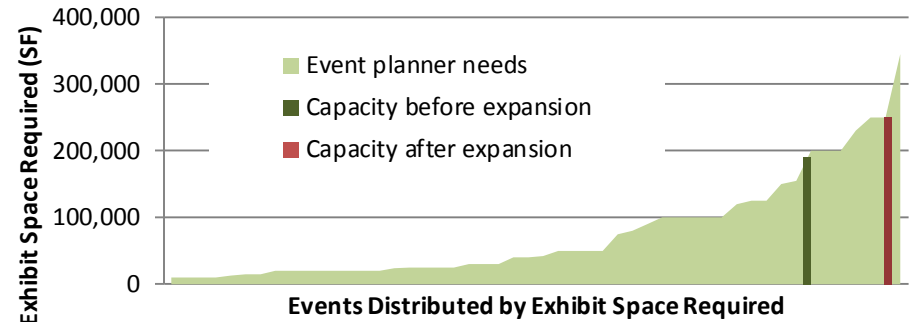 Exhibit Space Required (SF)
400,000
300,000
200,000
100,000
0
Event planner needs
Capacity before expansion
Capacity after expansion
Events Distributed by Exhibit Space Required